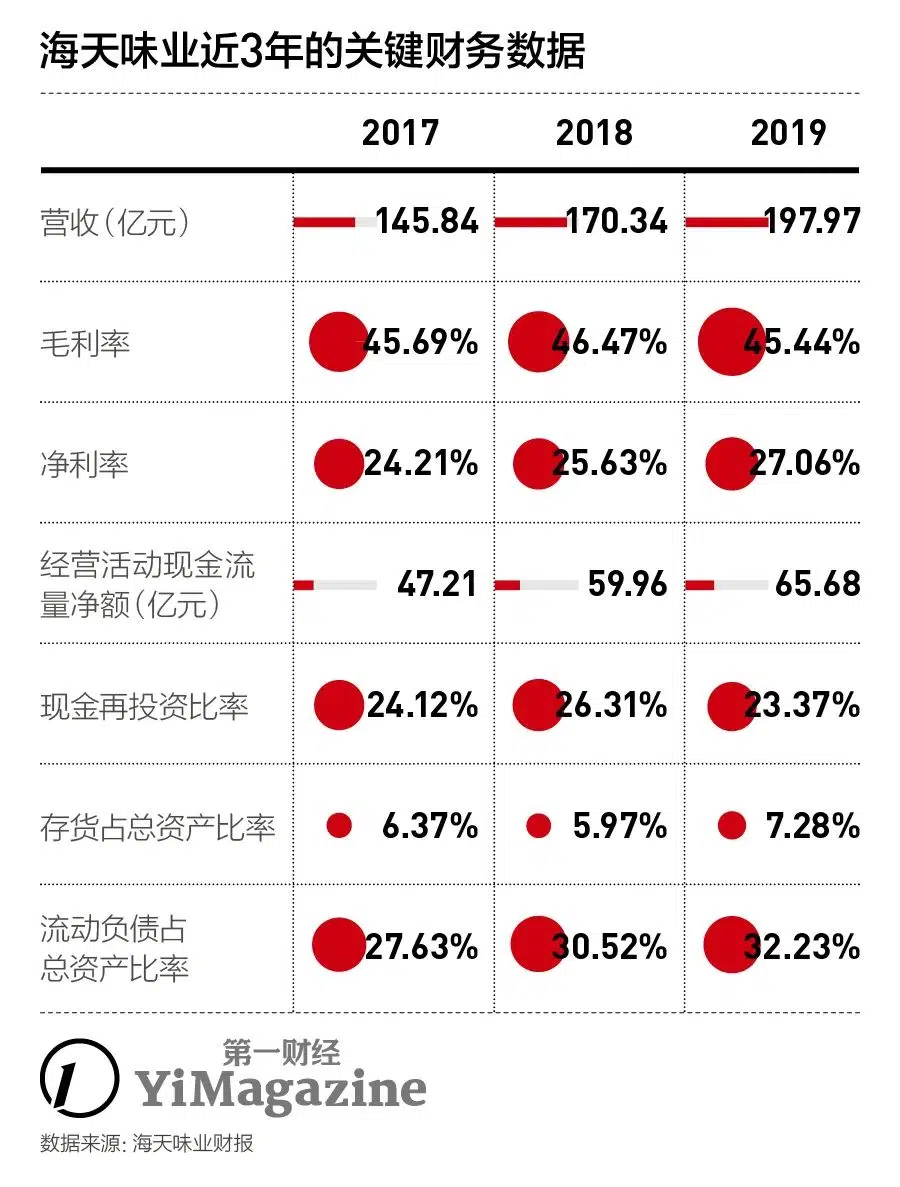 海天味业近3年的关键财务数据
2017 2018 2019
营收(亿元) 145.84 170.34 197.97
毛利率 45.69% 46.47% 45.44%
净利率 24.21% 25.63% 27.06%
经营活动现金流
量净额(亿元) 47.21 59.96 65.68
现金再投资比率 24.12% 26.31% 23.37%
存货占总资产比率 6.37% 5.97% 7.28%
流动负债占
总资产比率 27.63% 30.52% 32.23%
第一财经
YiMagazine
数据来源: 海天味业财报